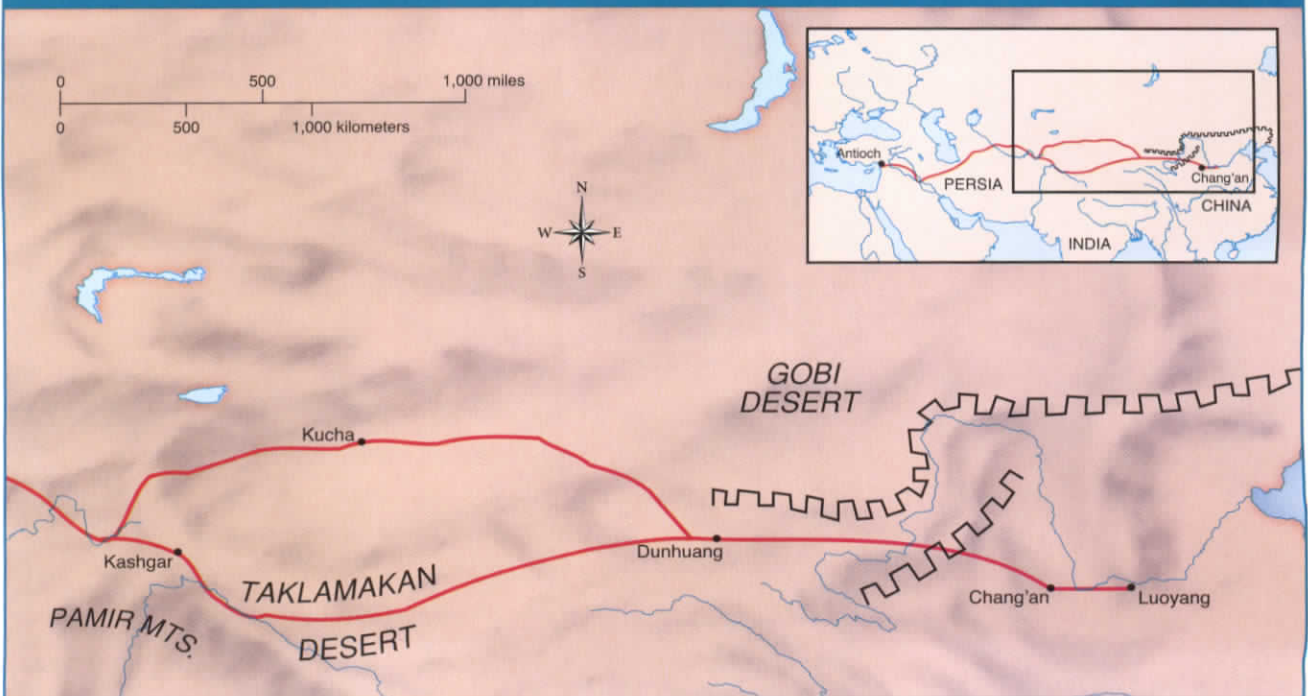 0 500 1,000 miles
0 500 1,000 kilometers
N
W E
S
Antioch
PERSIA
Chang'an
CHINA
INDIA
GOBI
DESERT
Kucha
Kashgar
Dunhuang
TAKLAMAKAN
DESERT
PAMIR MTS.
Chang'an
Luoyang